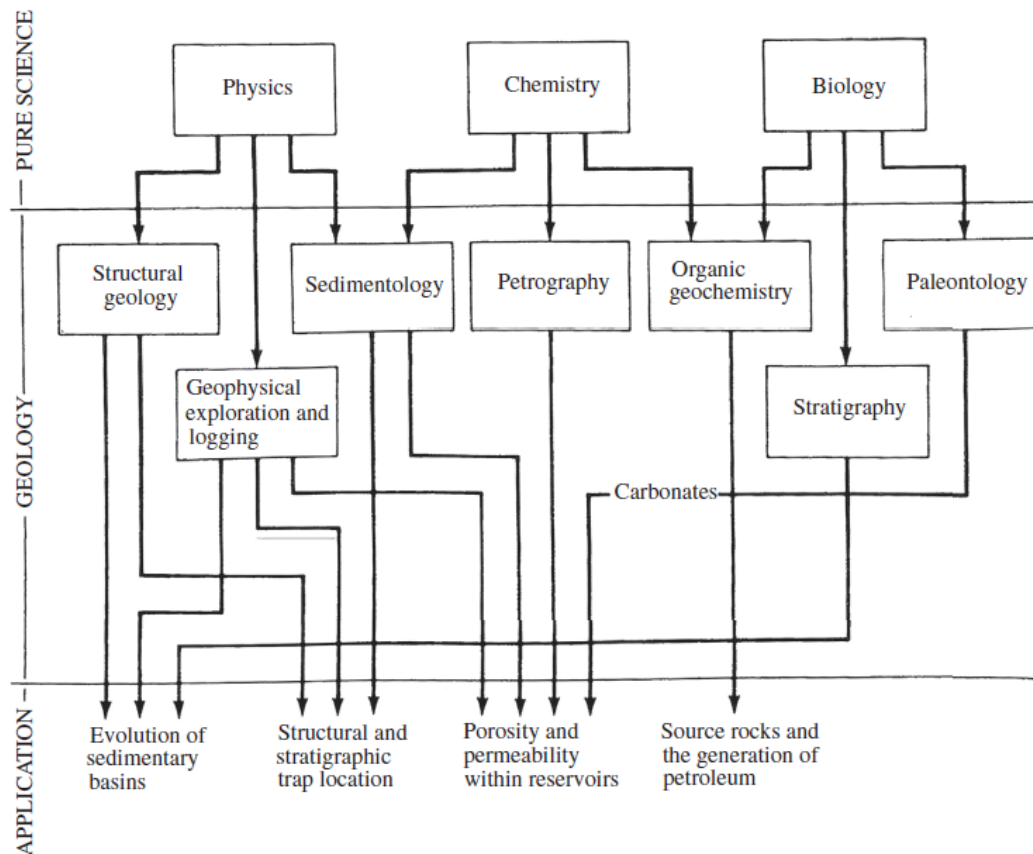 PURE SCIENCE
Physics
Chemistry
Biology
GEOLOGY
Structural
geology
Sedimentology
Petrography
Organic
geochemistry
Paleontology
Geophysical
exploration and
logging
Stratigraphy
Carbonates
APPLICATION
Evolution of
sedimentary
basins
Structural and
stratigraphic
trap location
Porosity and
permeability
within reservoirs
Source rocks and
the generation of
petroleum